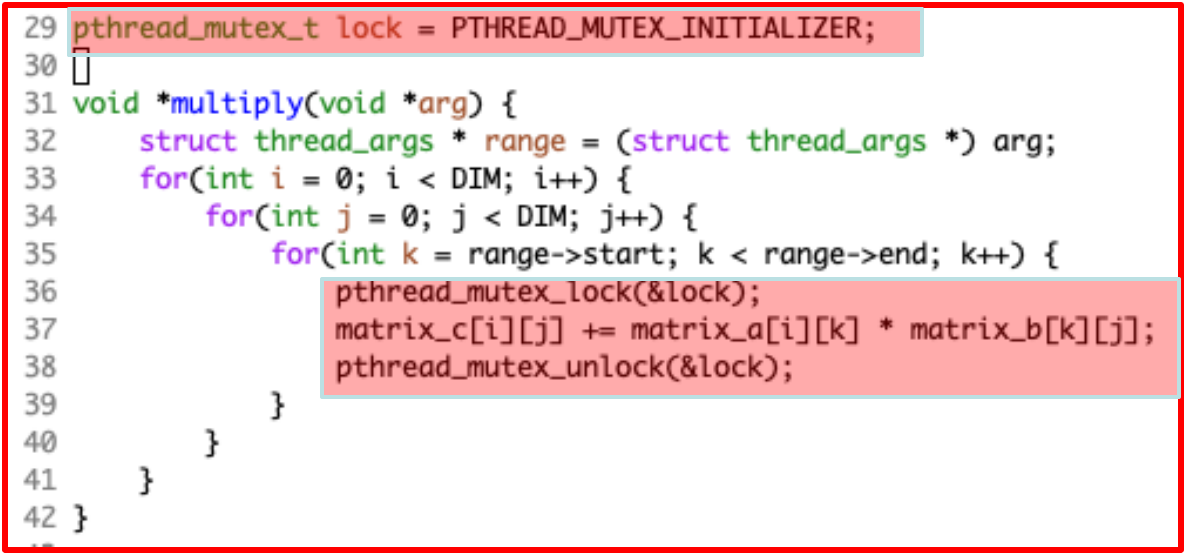 29 pthread_mutex_t lock = PTHREAD_MUTEX_INITIALIZER;
30
31 void *multiply(void *arg) {
32     struct thread_args * range = (struct thread_args *) arg;
33     for(int i = 0; i < DIM; i++) {
34         for(int j = 0; j < DIM; j++) {
35             for(int k = range->start; k < range->end; k++) {
36                 pthread_mutex_lock(&lock);
37                 matrix_c[i][j] += matrix_a[i][k] * matrix_b[k][j];
38                 pthread_mutex_unlock(&lock);
39             }
40         }
41     }
42 }